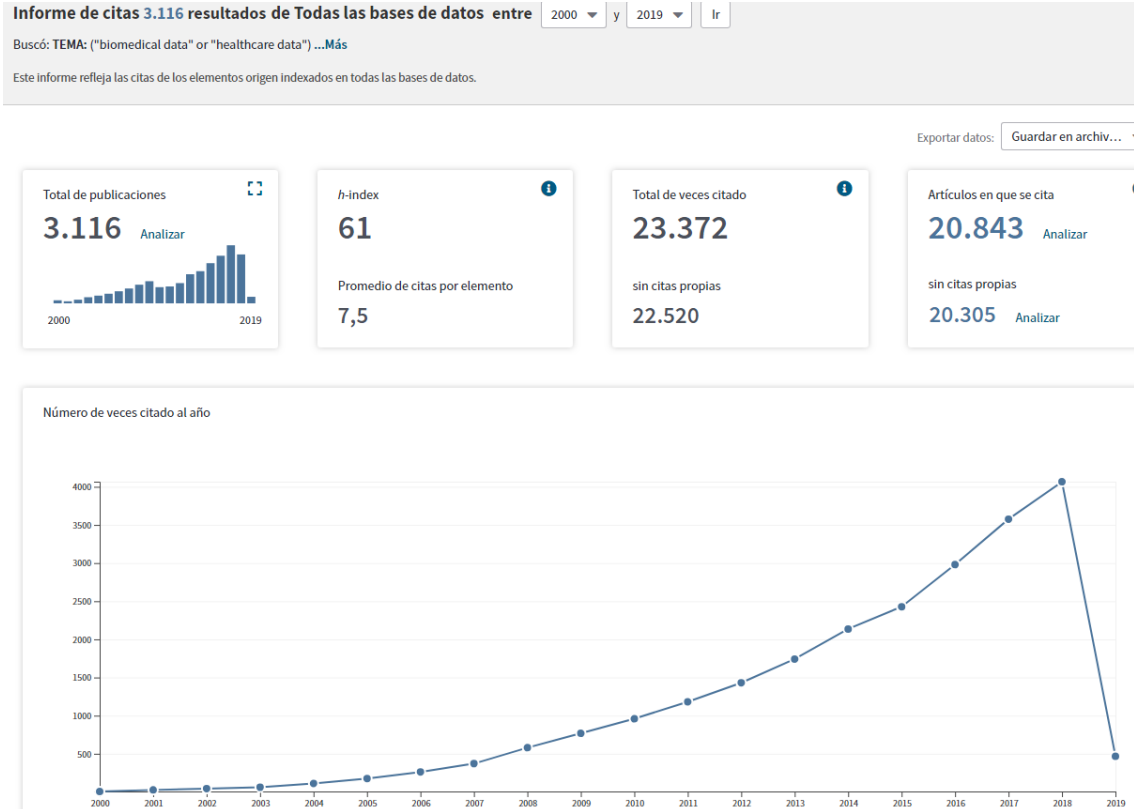 Informe de citas 3.116 resultados de Todas las bases de datos entre 2000 y 2019 Ir
Buscó: TEMA: ("biomedical data" or "healthcare data") ...Más
Este informe refleja las citas de los elementos origen indexados en todas las bases de datos.
Exportar datos: Guardar en archiv...
Total de publicaciones
3.116 Analizar
2000 2019
h-index
61
Promedio de citas por elemento
7,5
Total de veces citado
23.372
sin citas propias
22.520
Artículos en que se cita
20.843 Analizar
sin citas propias
20.305 Analizar
Número de veces citado al año
4000
3500
3000
2500
2000
1500
1000
500
2000 2001 2002 2003 2004 2005 2006 2007 2008 2009 2010 2011 2012 2013 2014 2015 2016 2017 2018 2019